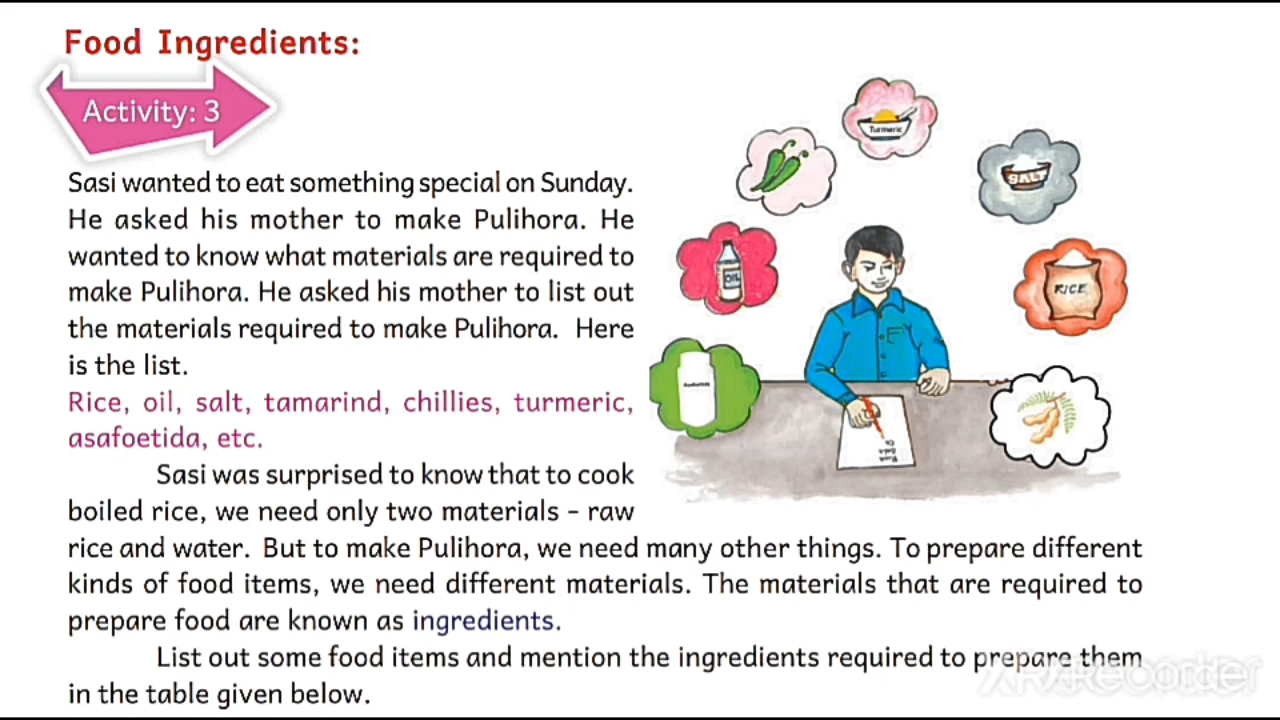 Food Ingredients:
Activity: 3
Sasi wanted to eat something special on Sunday.
He asked his mother to make Pulihora. He
wanted to know what materials are required to
make Pulihora. He asked his mother to list out
the materials required to make Pulihora. Here
is the list.
Rice, oil, salt, tamarind, chillies, turmeric,
asafoetida, etc.
Sasi was surprised to know that to cook
boiled rice, we need only two materials - raw
rice and water. But to make Pulihora, we need many other things. To prepare different
kinds of food items, we need different materials. The materials that are required to
prepare food are known as ingredients.
List out some food items and mention the ingredients required to prepare them
in the table given below.
Turmeric
SALT
OIL
RICE